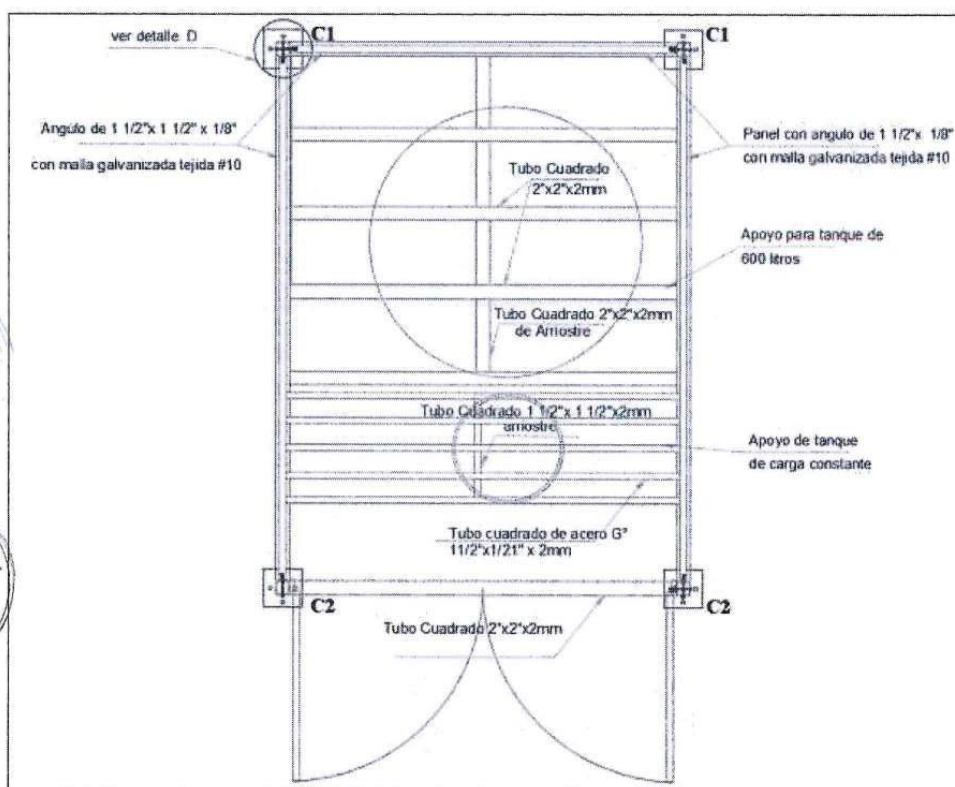 ver detalle D
C1
C1
Angulo de 1 1/2"x 1 1/2" x 1/8"
con malla galvanizada tejida #10
Panel con angulo de 1 1/2"x 1/8"
con malla galvanizada tejida #10
Tubo Cuadrado
2"x2"x2mm
Apoyo para tanque de
600 litros
Tubo Cuadrado 2"x2"x2mm
de Arriostre
Tubo Cuadrado 1 1/2"x 1 1/2"x2mm
arriostre
Apoyo de tanque
de carga constante
Tubo cuadrado de acero G°
11/2"x1/21" x 2mm
C2
C2
Tubo Cuadrado 2"x2"x2mm